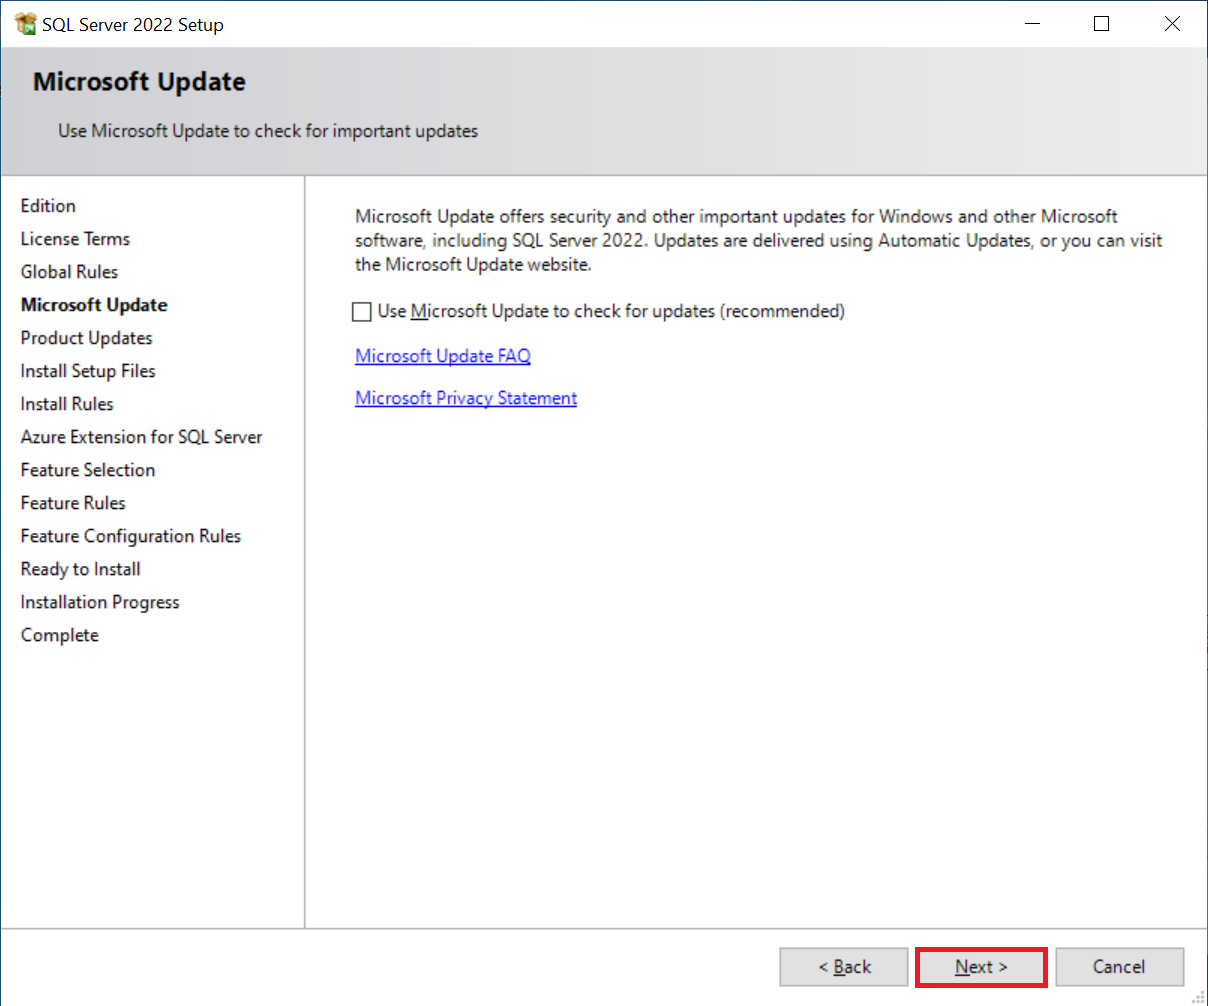 SQL Server 2022 Setup
Microsoft Update
Use Microsoft Update to check for important updates
Edition
License Terms
Global Rules
Microsoft Update
Product Updates
Install Setup Files
Install Rules
Azure Extension for SQL Server
Feature Selection
Feature Rules
Feature Configuration Rules
Ready to Install
Installation Progress
Complete
Microsoft Update offers security and other important updates for Windows and other Microsoft
software, including SQL Server 2022. Updates are delivered using Automatic Updates, or you can visit
the Microsoft Update website.
Use Microsoft Update to check for updates (recommended)
Microsoft Update FAQ
Microsoft Privacy Statement
< Back
Next >
Cancel